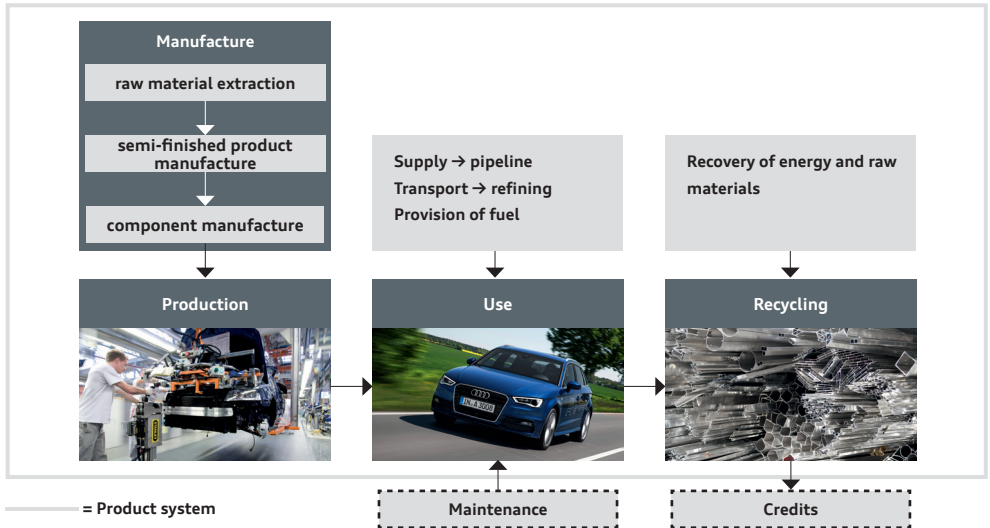 Manufacture
raw material extraction
semi-finished product
manufacture
component manufacture
Supply → pipeline
Transport → refining
Provision of fuel
Recovery of energy and raw
materials
Production
Use
Recycling
= Product system
Maintenance
Credits